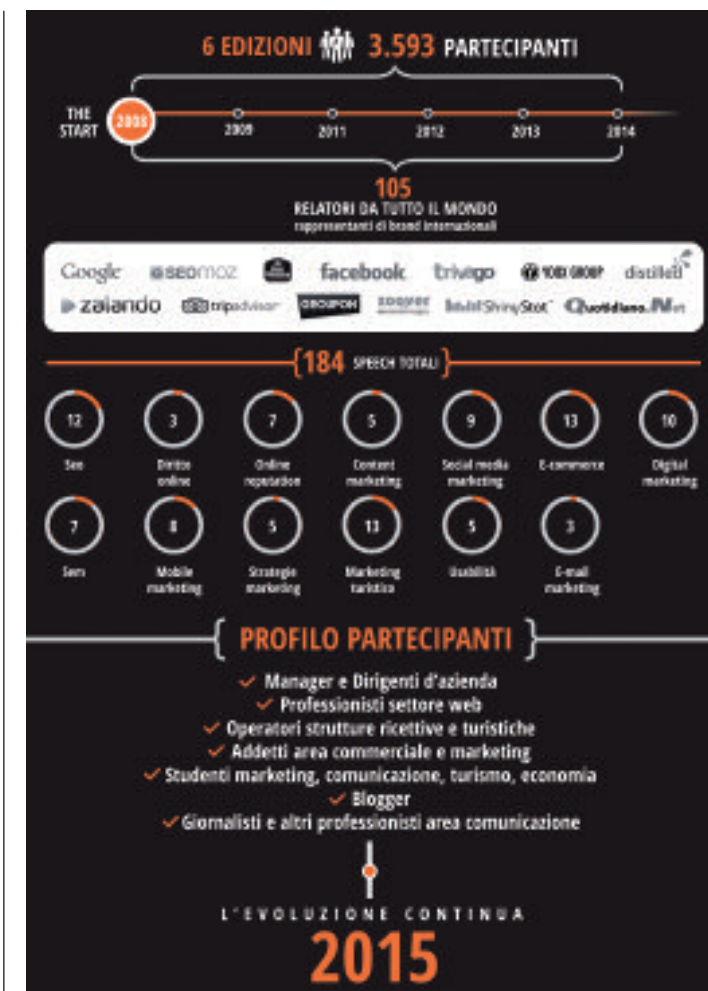 6 EDIZIONI 3.593 PARTECIPANTI
THE
START
2008 2009 2011 2012 2013 2014
105
RELATORI DA TUTTO IL MONDO
rappresentanti di brand internazionali
Google SEOMOZ facebook trivago YOOX GROUP distilled
zalando tripadvisor GROUPON zoover ShinyStat Quotidiano.Net
{184 SPEECH TOTALI}
12 3 7 5 9 13 10
Seo Diritto Online Content Social media E-commerce Digital
online reputation marketing marketing marketing
7 8 5 13 5 3
Sem Mobile Strategie Marketing Usabilità E-mail
marketing marketing turistico marketing
{ PROFILO PARTECIPANTI }
✓ Manager e Dirigenti d'azienda
✓ Professionisti settore web
✓ Operatori strutture ricettive e turistiche
✓ Addetti area commerciale e marketing
✓ Studenti marketing, comunicazione, turismo, economia
✓ Blogger
✓ Giornalisti e altri professionisti area comunicazione
L'EVOLUZIONE CONTINUA
2015